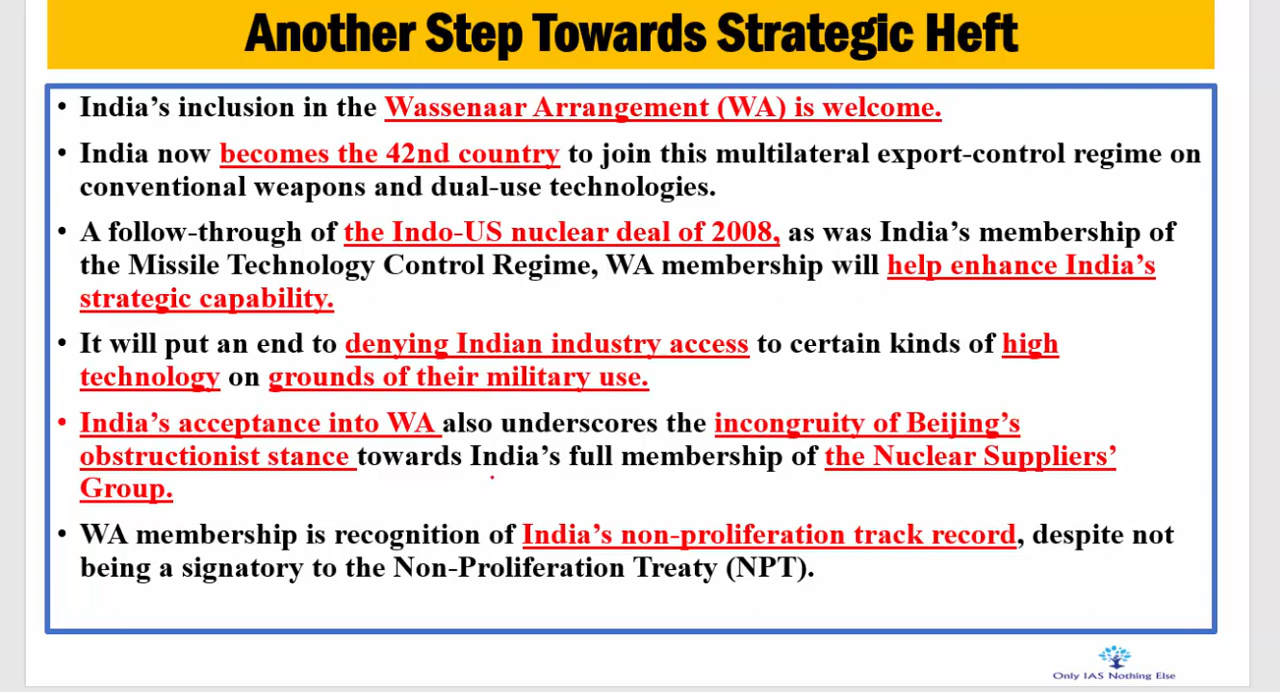 Another Step Towards Strategic Heft
• India’s inclusion in the Wassenaar Arrangement (WA) is welcome.
• India now becomes the 42nd country to join this multilateral export-control regime on
conventional weapons and dual-use technologies.
• A follow-through of the Indo-US nuclear deal of 2008, as was India’s membership of
the Missile Technology Control Regime, WA membership will help enhance India’s
strategic capability.
• It will put an end to denying Indian industry access to certain kinds of high
technology on grounds of their military use.
• India’s acceptance into WA also underscores the incongruity of Beijing’s
obstructionist stance towards India’s full membership of the Nuclear Suppliers’
Group.
• WA membership is recognition of India’s non-proliferation track record, despite not
being a signatory to the Non-Proliferation Treaty (NPT).
Only IAS Nothing Else